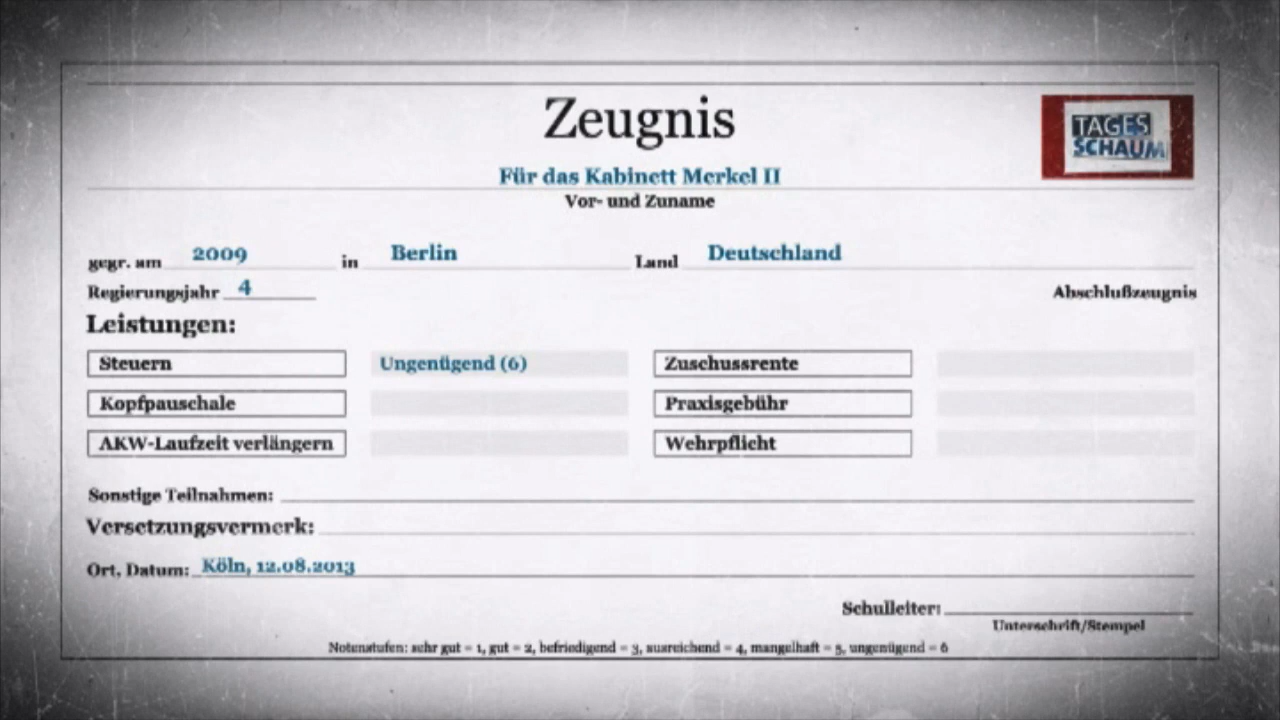 Zeugnis
TAGES
SCHAUM
Für das Kabinett Merkel II
Vor- und Zuname
gegr. am 2009 in Berlin Land Deutschland
Regierungsjahr 4 Abschlußzeugnis
Leistungen:
Steuern Ungenügend (6) Zuschussrente
Kopfpauschale Praxisgebühr
AKW-Laufzeit verlängern Wehrpflicht
Sonstige Teilnahmen:
Versetzungsvermerk:
Ort, Datum: Köln, 12.08.2013
Schulleiter:
Unterschrift/Stempel
Notenstufen: sehr gut = 1, gut = 2, befriedigend = 3, ausreichend = 4, mangelhaft = 5, ungenügend = 6